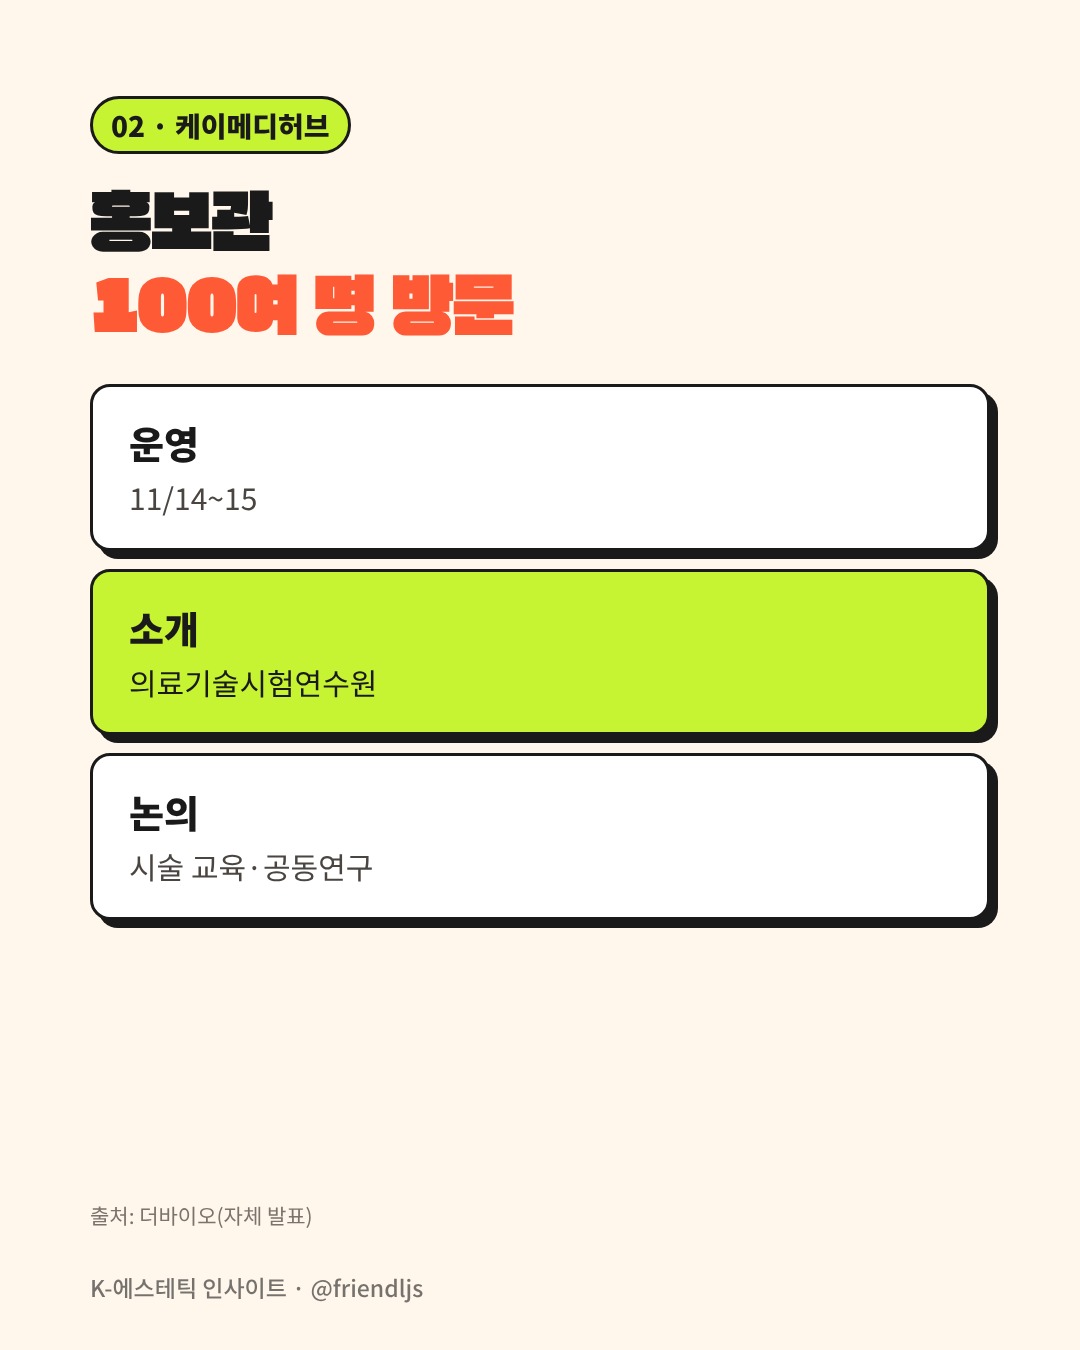 02 · 케이메디허브
홍보관
100여 명 방문
운영
11/14~15
소개
의료기술시험연수원
논의
시술 교육·공동연구
출처: 더바이오(자체 발표)
K-에스테틱 인사이트 · @friendljs